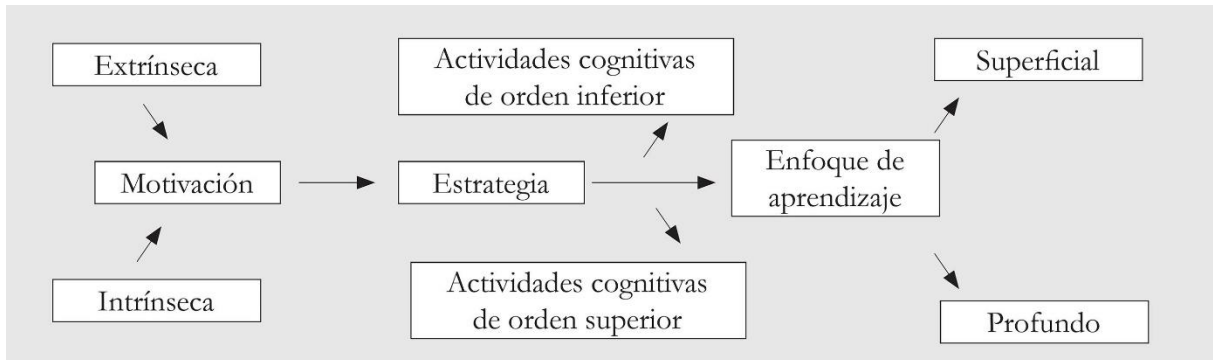 Extrínseca
Motivación
Intrínseca
Actividades cognitivas
de orden inferior
Estrategia
Actividades cognitivas
de orden superior
Enfoque de
aprendizaje
Superficial
Profundo